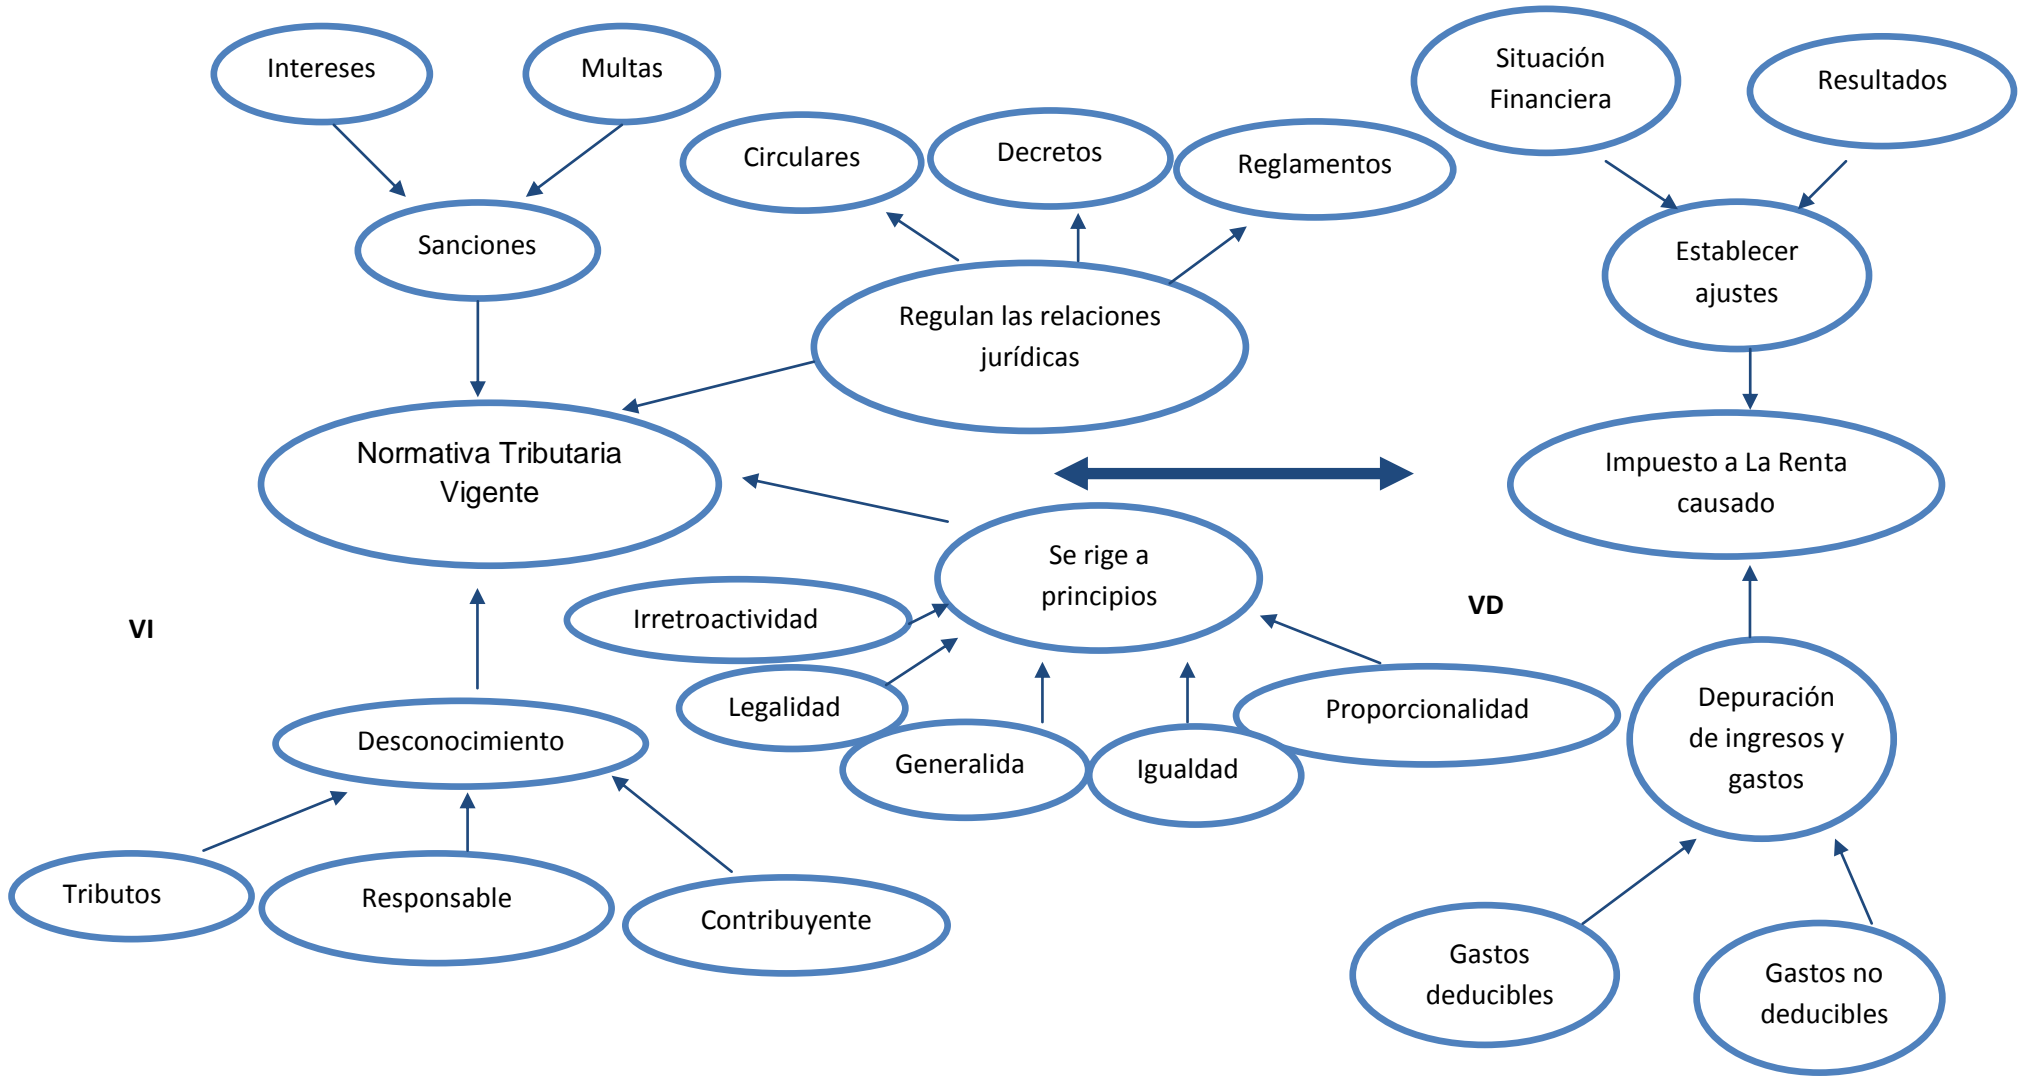 Intereses
Multas
Situación
Financiera
Resultados
Circulares
Decretos
Reglamentos
Sanciones
Establecer
ajustes
Regulan las relaciones
jurídicas
Normativa Tributaria
Vigente
Impuesto a La Renta
causado
Se rige a
principios
VI
Irretroactividad
VD
Legalidad
Proporcionalidad
Depuración
de ingresos y
gastos
Desconocimiento
Generalida
Igualdad
Tributos
Responsable
Contribuyente
Gastos
deducibles
Gastos no
deducibles